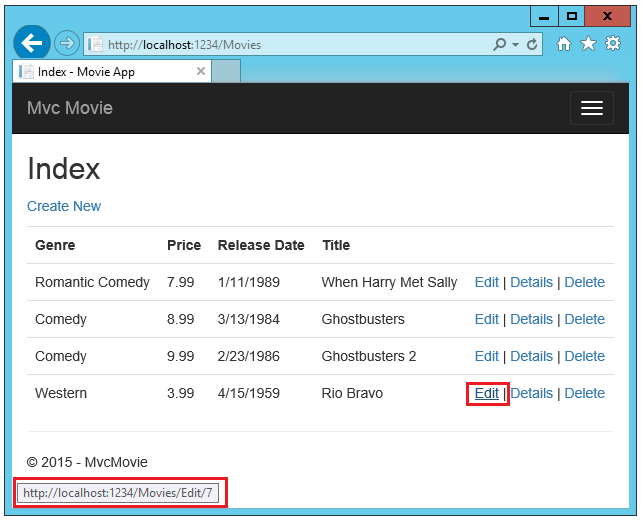 http://localhost:1234/Movies
Index - Movie App
Mvc Movie
Index
Create New
Genre Price Release Date Title
Romantic Comedy 7.99 1/11/1989 When Harry Met Sally Edit | Details | Delete
Comedy 8.99 3/13/1984 Ghostbusters Edit | Details | Delete
Comedy 9.99 2/23/1986 Ghostbusters 2 Edit | Details | Delete
Western 3.99 4/15/1959 Rio Bravo Edit | Details | Delete
© 2015 - MvcMovie
http://localhost:1234/Movies/Edit/7